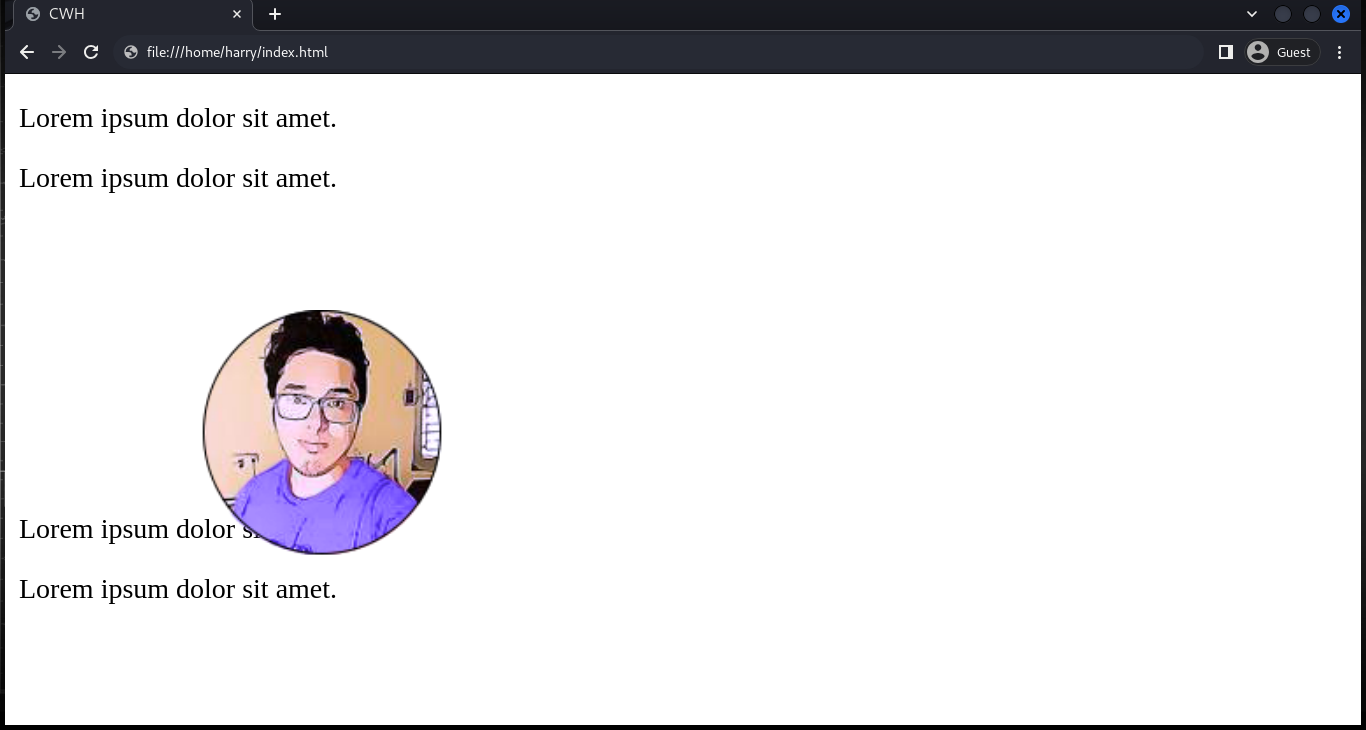 CWH
file:///home/harry/index.html
Guest
Lorem ipsum dolor sit amet.
Lorem ipsum dolor sit amet.
Lorem ipsum dolor
Lorem ipsum dolor sit amet.